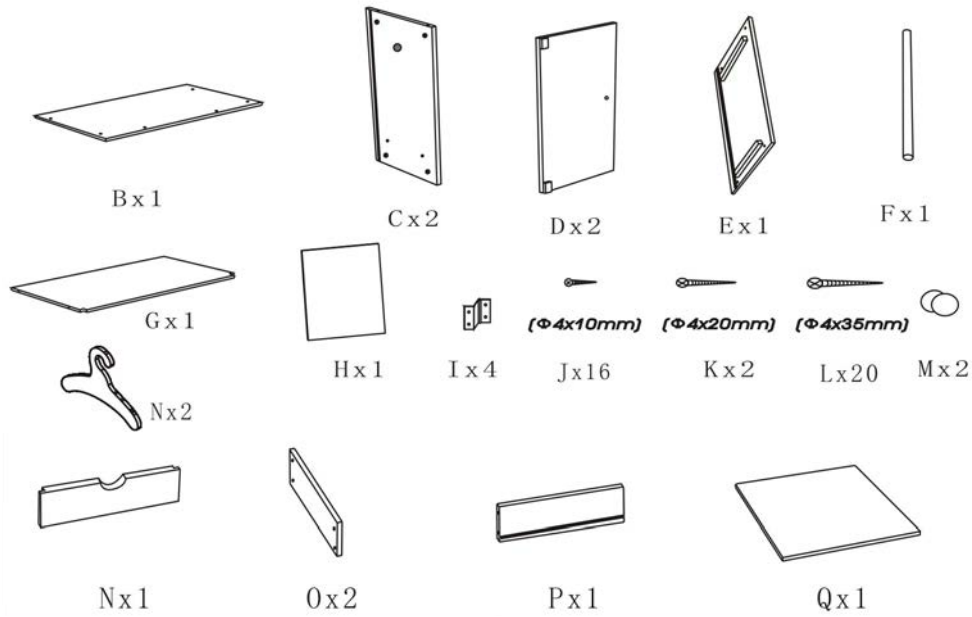 Bx1
Cx2
Dx2
Ex1
Fx1
Gx1
Hx1
Ix4
(Φ4x10mm)
Jx16
(Φ4x20mm)
Kx2
(Φ4x35mm)
Lx20
Mx2
Nx2
Nx1
Ox2
Px1
Qx1